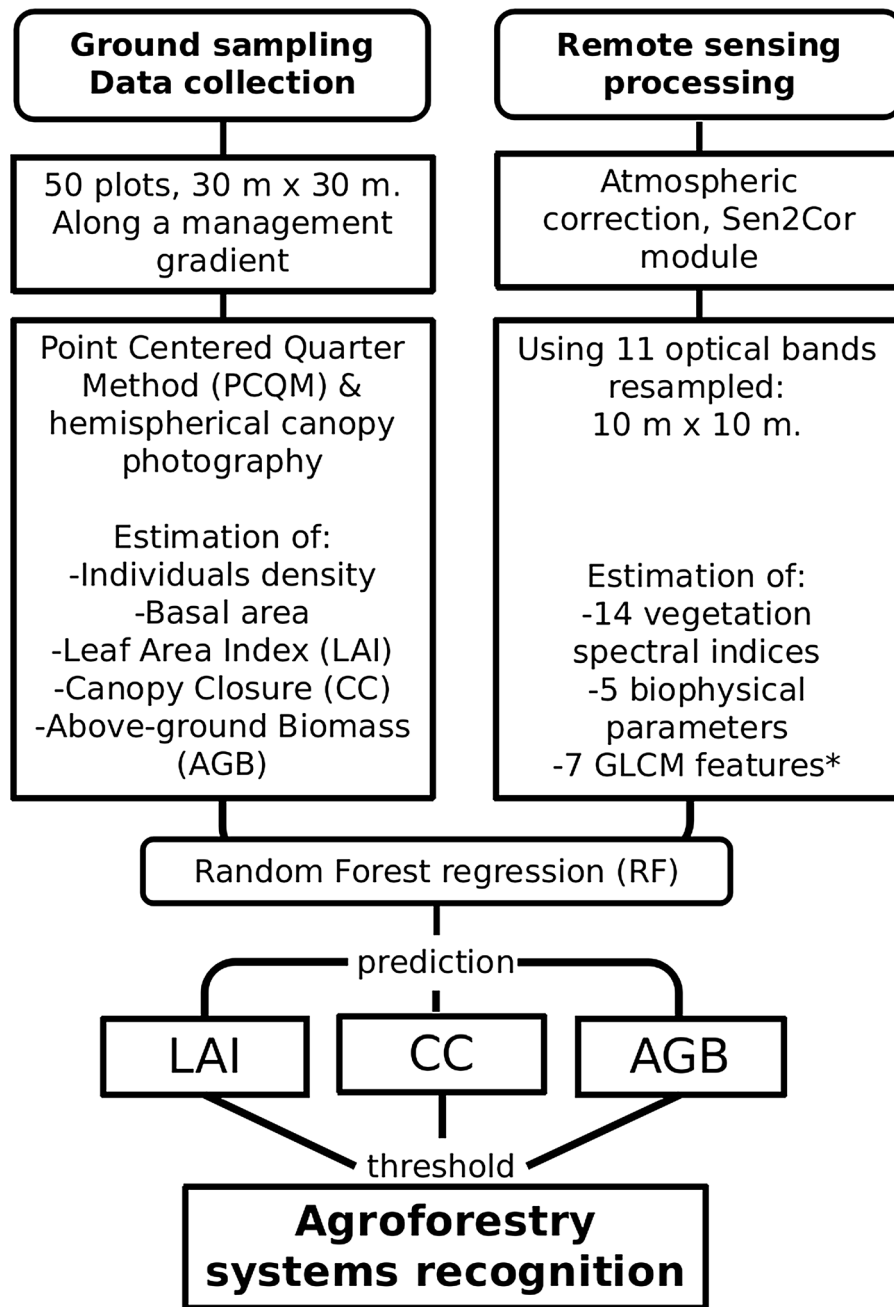 Ground sampling
Data collection
50 plots, 30 m x 30 m.
Along a management
gradient
Point Centered Quarter
Method (PCQM) &
hemispherical canopy
photography
Estimation of:
-Individuals density
-Basal area
-Leaf Area Index (LAI)
-Canopy Closure (CC)
-Above-ground Biomass
(AGB)
Remote sensing
processing
Atmospheric
correction, Sen2Cor
module
Using 11 optical bands
resampled:
10 m x 10 m.
Estimation of:
-14 vegetation
spectral indices
-5 biophysical
parameters
-7 GLCM features*
Random Forest regression (RF)
prediction
LAI
CC
AGB
threshold
Agroforestry
systems recognition